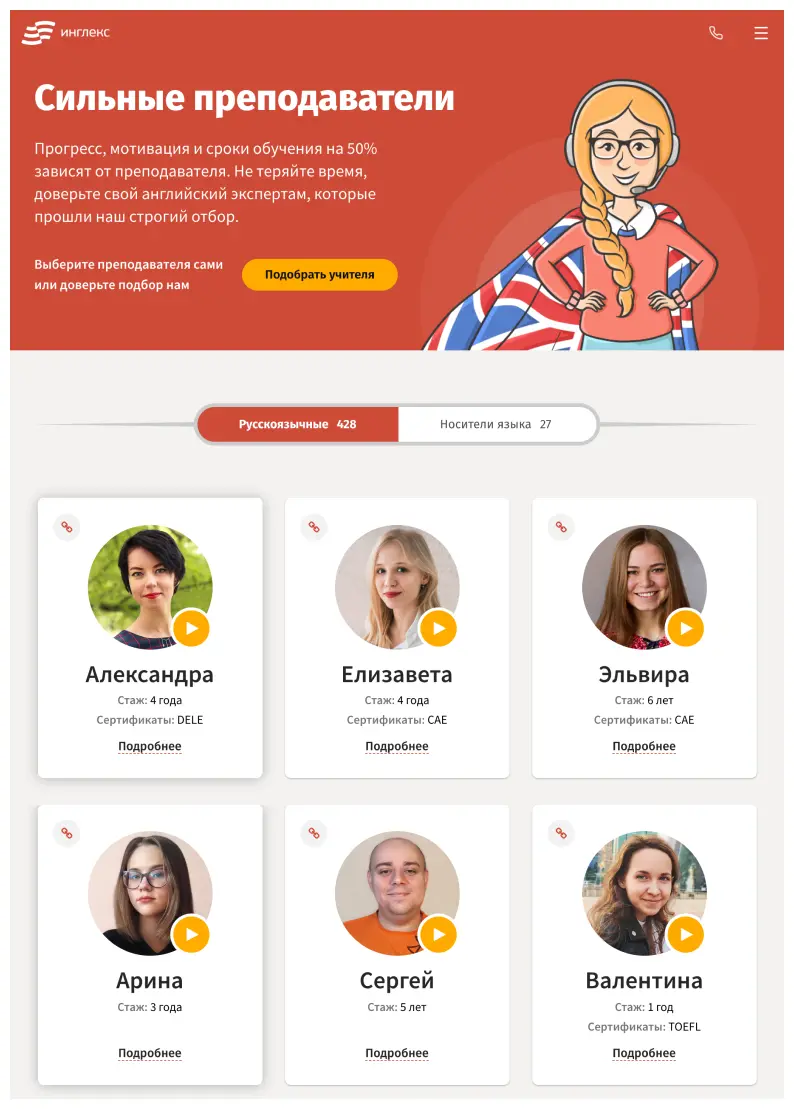 инглекс
Сильные преподаватели
Прогресс, мотивация и сроки обучения на 50%
зависят от преподавателя. Не теряйте время,
доверьте свой английский экспертам, которые
прошли наш строгий отбор.
Выберите преподавателя сами
или доверьте подбор нам
Подобрать учителя
Русскоязычные 428
Носители языка 27
Александра
Стаж: 4 года
Сертификаты: DELE
Подробнее
Елизавета
Стаж: 4 года
Сертификаты: CAE
Подробнее
Эльвира
Стаж: 6 лет
Сертификаты: CAE
Подробнее
Арина
Стаж: 3 года
Подробнее
Сергей
Стаж: 5 лет
Подробнее
Валентина
Стаж: 1 год
Сертификаты: TOEFL
Подробнее